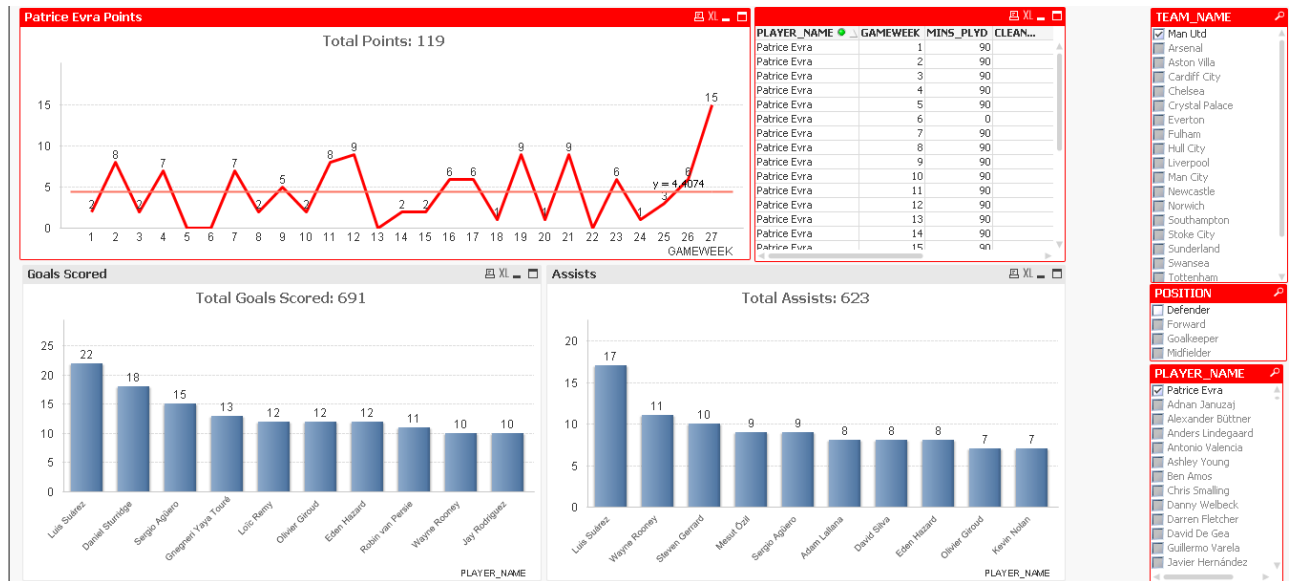 Patrice Evra Points
XL
Total Points: 119
15
10
5
0
2 8 2 7 7 2 5 2 8 9 2 2 6 6 1 9 1 9 6 1 3 6 15
y = 4.4074
1 2 3 4 5 6 7 8 9 10 11 12 13 14 15 16 17 18 19 20 21 22 23 24 25 26 27
GAMEWEEK
XL
PLAYER_NAME GAMEWEEK MINS_PLYD CLEAN...
Patrice Evra 1 90
Patrice Evra 2 90
Patrice Evra 3 90
Patrice Evra 4 90
Patrice Evra 5 90
Patrice Evra 6 0
Patrice Evra 7 90
Patrice Evra 8 90
Patrice Evra 9 90
Patrice Evra 10 90
Patrice Evra 11 90
Patrice Evra 12 90
Patrice Evra 13 90
Patrice Evra 14 90
Patrice Evra 15 90
TEAM_NAME
Man Utd
Arsenal
Aston Villa
Cardiff City
Chelsea
Crystal Palace
Everton
Fulham
Hull City
Liverpool
Man City
Newcastle
Norwich
Southampton
Stoke City
Sunderland
Swansea
Tottenham
Goals Scored
XL
Total Goals Scored: 691
25
20
15
10
5
0
22 18 15 13 12 12 12 11 10 10
Luis Suárez
Daniel Sturridge
Sergio Agüero
Gnegneri Yaya Touré
Loïc Remy
Olivier Giroud
Eden Hazard
Robin van Persie
Wayne Rooney
Jay Rodriguez
PLAYER_NAME
Assists
XL
Total Assists: 623
20
15
10
5
0
17 11 10 9 9 8 8 8 7 7
Luis Suárez
Wayne Rooney
Steven Gerrard
Mesut Özil
Sergio Agüero
Adam Lallana
David Silva
Eden Hazard
Olivier Giroud
Kevin Nolan
PLAYER_NAME
POSITION
Defender
Forward
Goalkeeper
Midfielder
PLAYER_NAME
Patrice Evra
Adnan Januzaj
Alexander Büttner
Anders Lindegaard
Antonio Valencia
Ashley Young
Ben Amos
Chris Smalling
Danny Welbeck
Darren Fletcher
David De Gea
Guillermo Varela
Javier Hernández